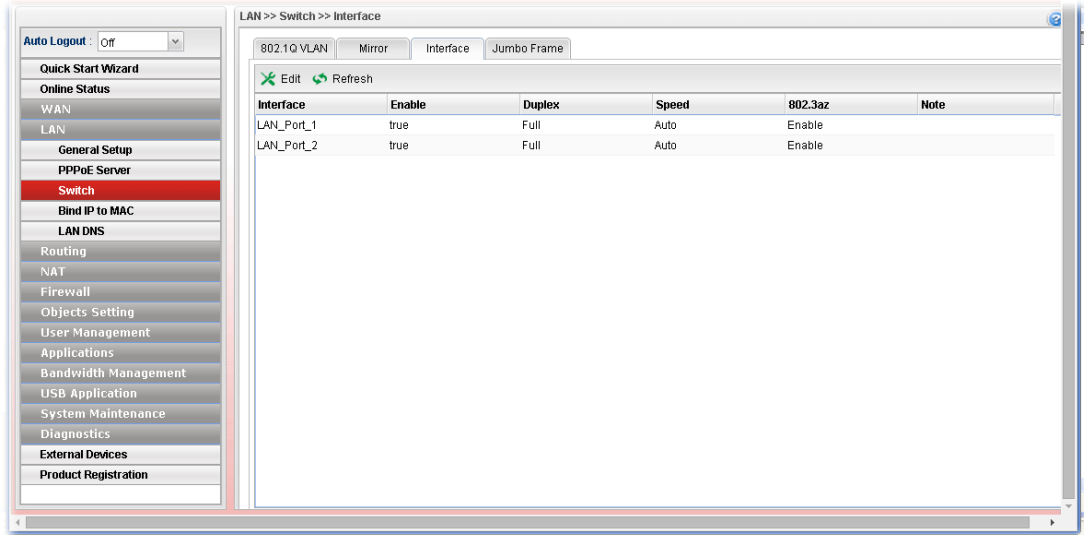 LAN >> Switch >> Interface
Auto Logout : Off
Quick Start Wizard
Online Status
WAN
LAN
General Setup
PPPoE Server
Switch
Bind IP to MAC
LAN DNS
Routing
NAT
Firewall
Objects Setting
User Management
Applications
Bandwidth Management
USB Application
System Maintenance
Diagnostics
External Devices
Product Registration
802.1Q VLAN Mirror Interface Jumbo Frame
Edit Refresh
Interface Enable Duplex Speed 802.3az Note
LAN_Port_1 true Full Auto Enable
LAN_Port_2 true Full Auto Enable